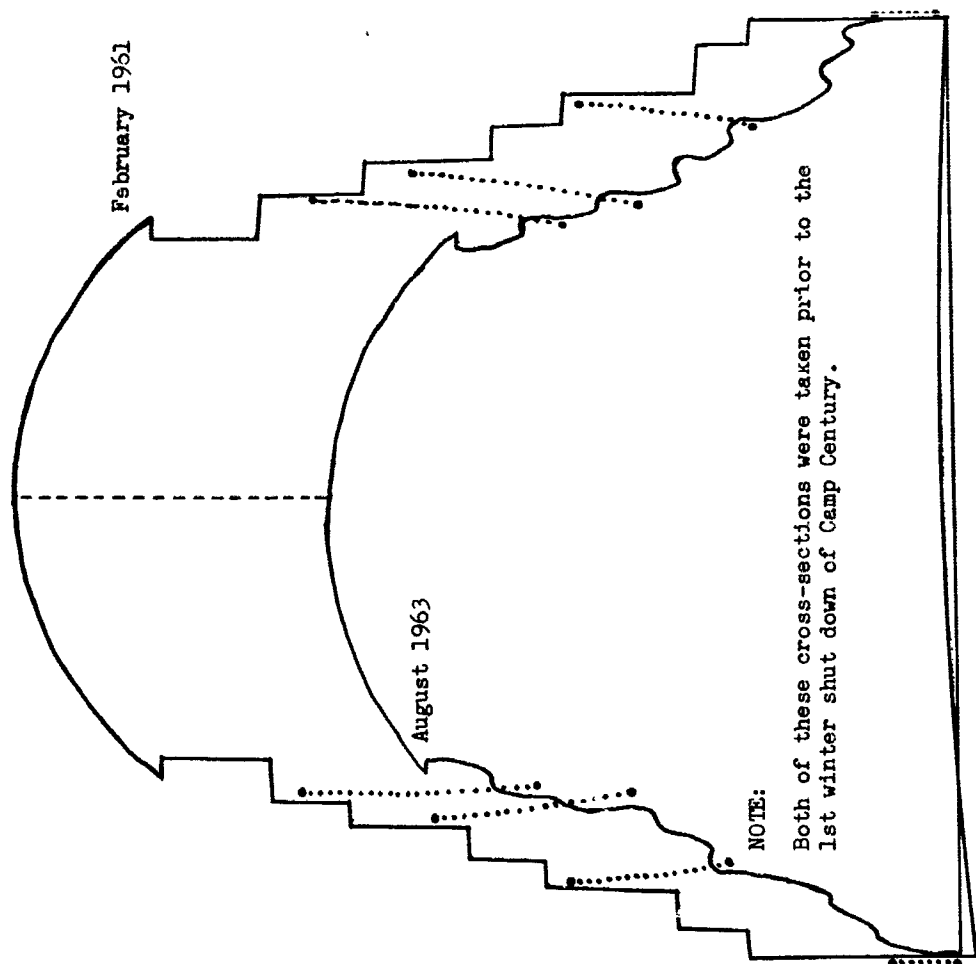 February 1961
August 1963
NOTE:
Both of these cross-sections were taken prior to the
1st winter shut down of Camp Century.